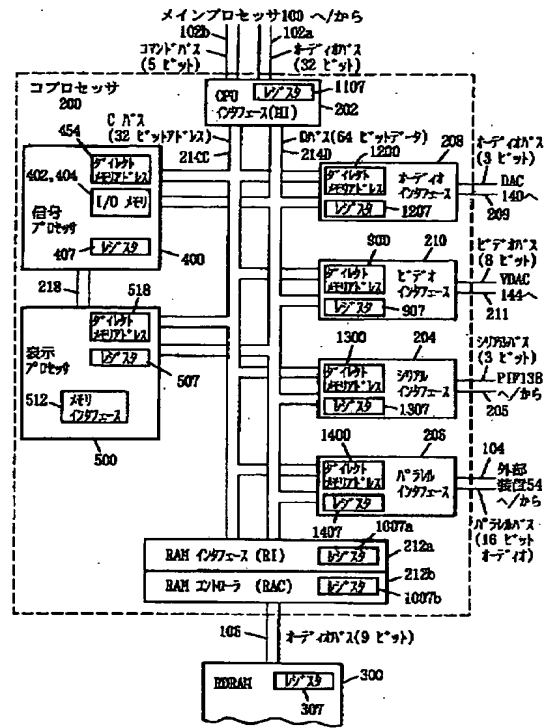 メインプロセッサ100 へ/から
102b
102a
コマンドバス
(5 ビット)
オーディオバス
(32 ビット)
コプロセッサ
200
レジスタ
CPU
インタフェース(HI)
1107
202
C バス
(32 ビットアドレス)
214C
Dバス(64 ビットデータ)
214D
454
ダイレクト
メモリアドレス
402, 404
I/O メモリ
信号
プロセッサ
407
レジスタ
400
1200
208
ダイレクト
メモリアドレス
オーディオ
インタフェース
レジスタ
1207
オーディオバス
(3 ビット)
DAC
140へ
209
218
518
ダイレクト
メモリアドレス
表示
プロセッサ
レジスタ
507
512
メモリ
インタフェース
500
900
210
ダイレクト
メモリアドレス
ビデオ
インタフェース
レジスタ
907
ビデオバス
(8 ビット)
VDAC
144へ
211
1300
204
ダイレクト
メモリアドレス
シリアル
インタフェース
レジスタ
1307
シリアルバス
(3 ビット)
PIF138
へ/から
205
1400
206
ダイレクト
メモリアドレス
パラレル
インタフェース
レジスタ
1407
104
外部
装置54
へ/から
パラレルバス
(16 ビット
オーディオ)
1007a
RAM インタフェース (RI)
レジスタ
212a
RAM コントローラ (RAC)
レジスタ
212b
1007b
106
オーディオバス(9 ビット)
RDRAM
レジスタ
300
307